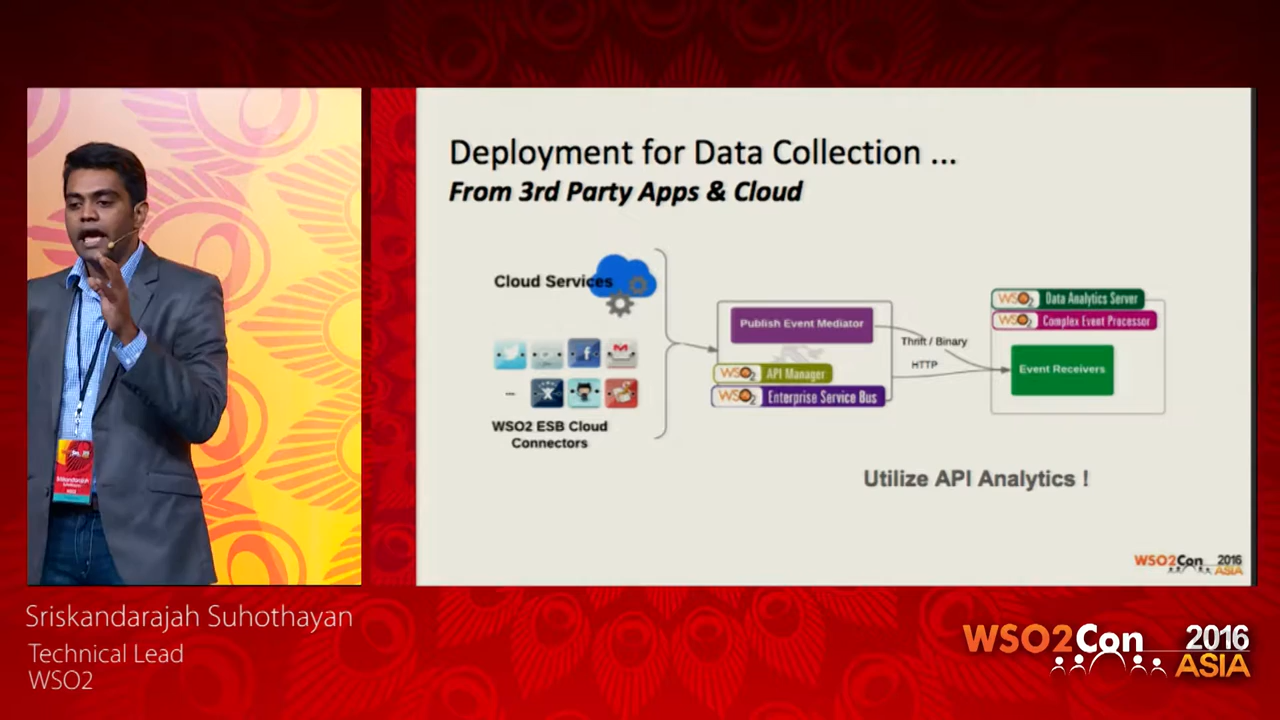 Deployment for Data Collection ...
From 3rd Party Apps & Cloud
Cloud Services
WSO2 ESB Cloud
Connectors
Publish Event Mediator
WSO2 API Manager
WSO2 Enterprise Service Bus
Thrift / Binary
HTTP
WSO2 Data Analytics Server
WSO2 Complex Event Processor
Event Receivers
Utilize API Analytics !
WSO2Con 2016
ASIA
Sriskandarajah Suhothayan
Technical Lead
WSO2
WSO2Con 2016
ASIA